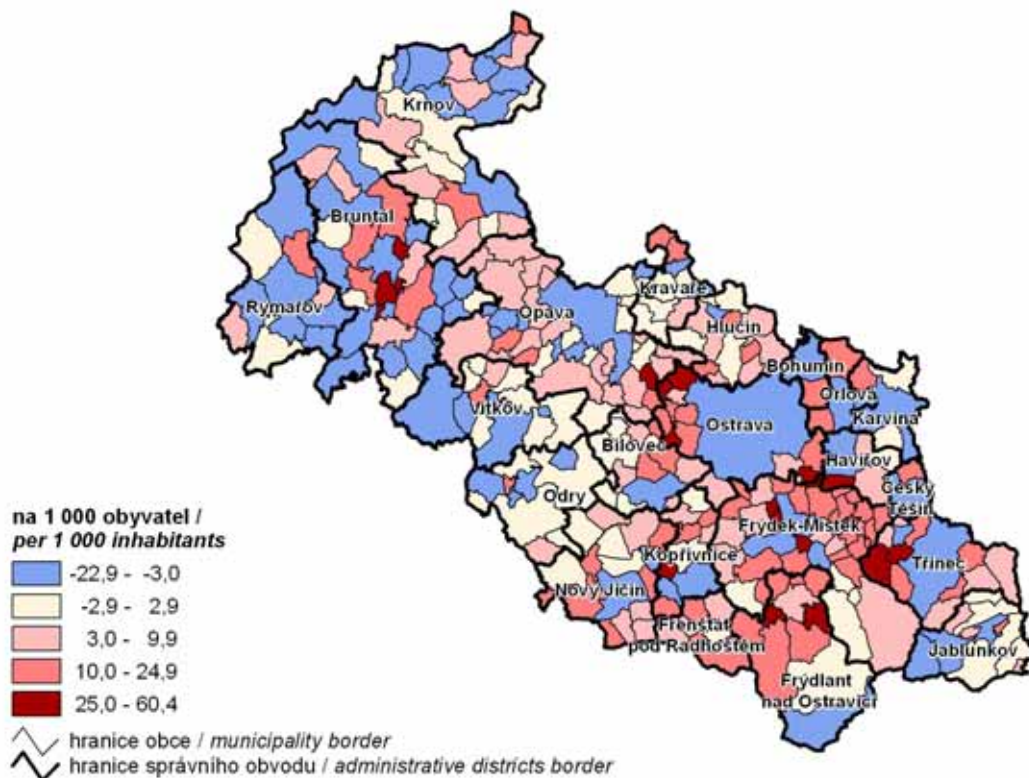 Krnov
Bruntál
Rýmařov
Opava
Kravaře
Hlučín
Bohumín
Orlová
Karviná
Vítkov
Ostrava
Bílovec
Havířov
Český
Těšín
Odry
Frýdek-Místek
Kopřivnice
Třinec
Nový Jičín
Frenštát
pod Radhoštěm
Jablunkov
Frýdlant
nad Ostravicí
na 1 000 obyvatel /
per 1 000 inhabitants
-22,9 - -3,0
-2,9 - 2,9
3,0 - 9,9
10,0 - 24,9
25,0 - 60,4
hranice obce / municipality border
hranice správního obvodu / administrative districts border